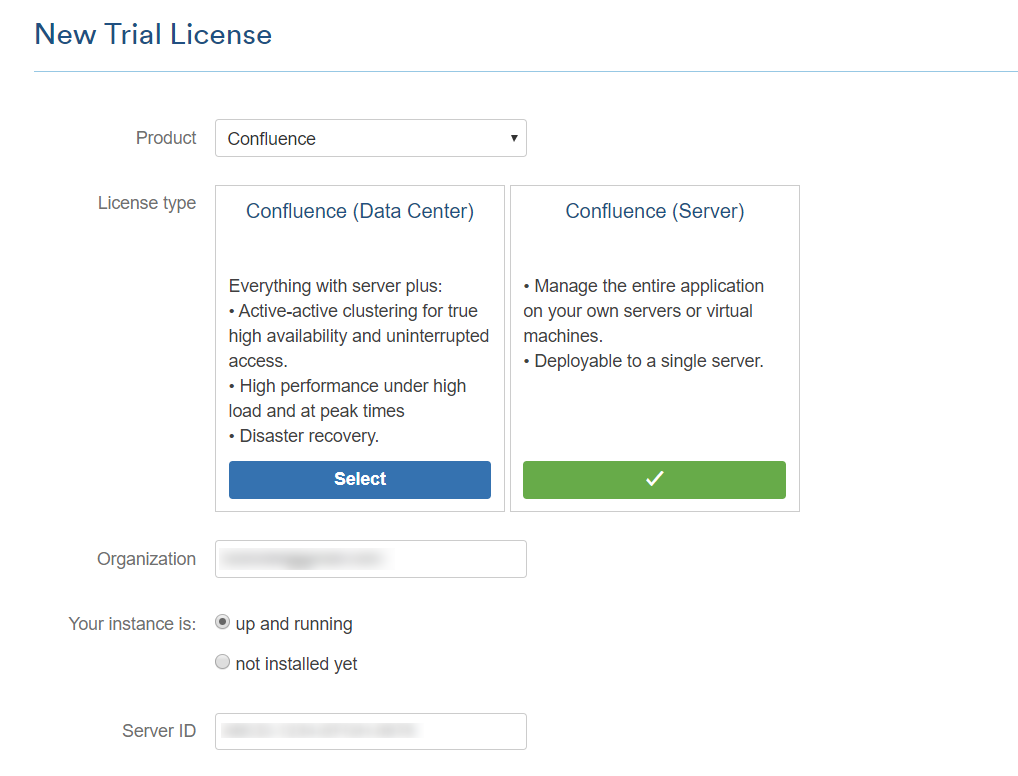 New Trial License
Product
Confluence
License type
Confluence (Data Center)
Everything with server plus:
• Active-active clustering for true
high availability and uninterrupted
access.
• High performance under high
load and at peak times
• Disaster recovery.
Select
Confluence (Server)
• Manage the entire application
on your own servers or virtual
machines.
• Deployable to a single server.
Organization
Your instance is:
up and running
not installed yet
Server ID